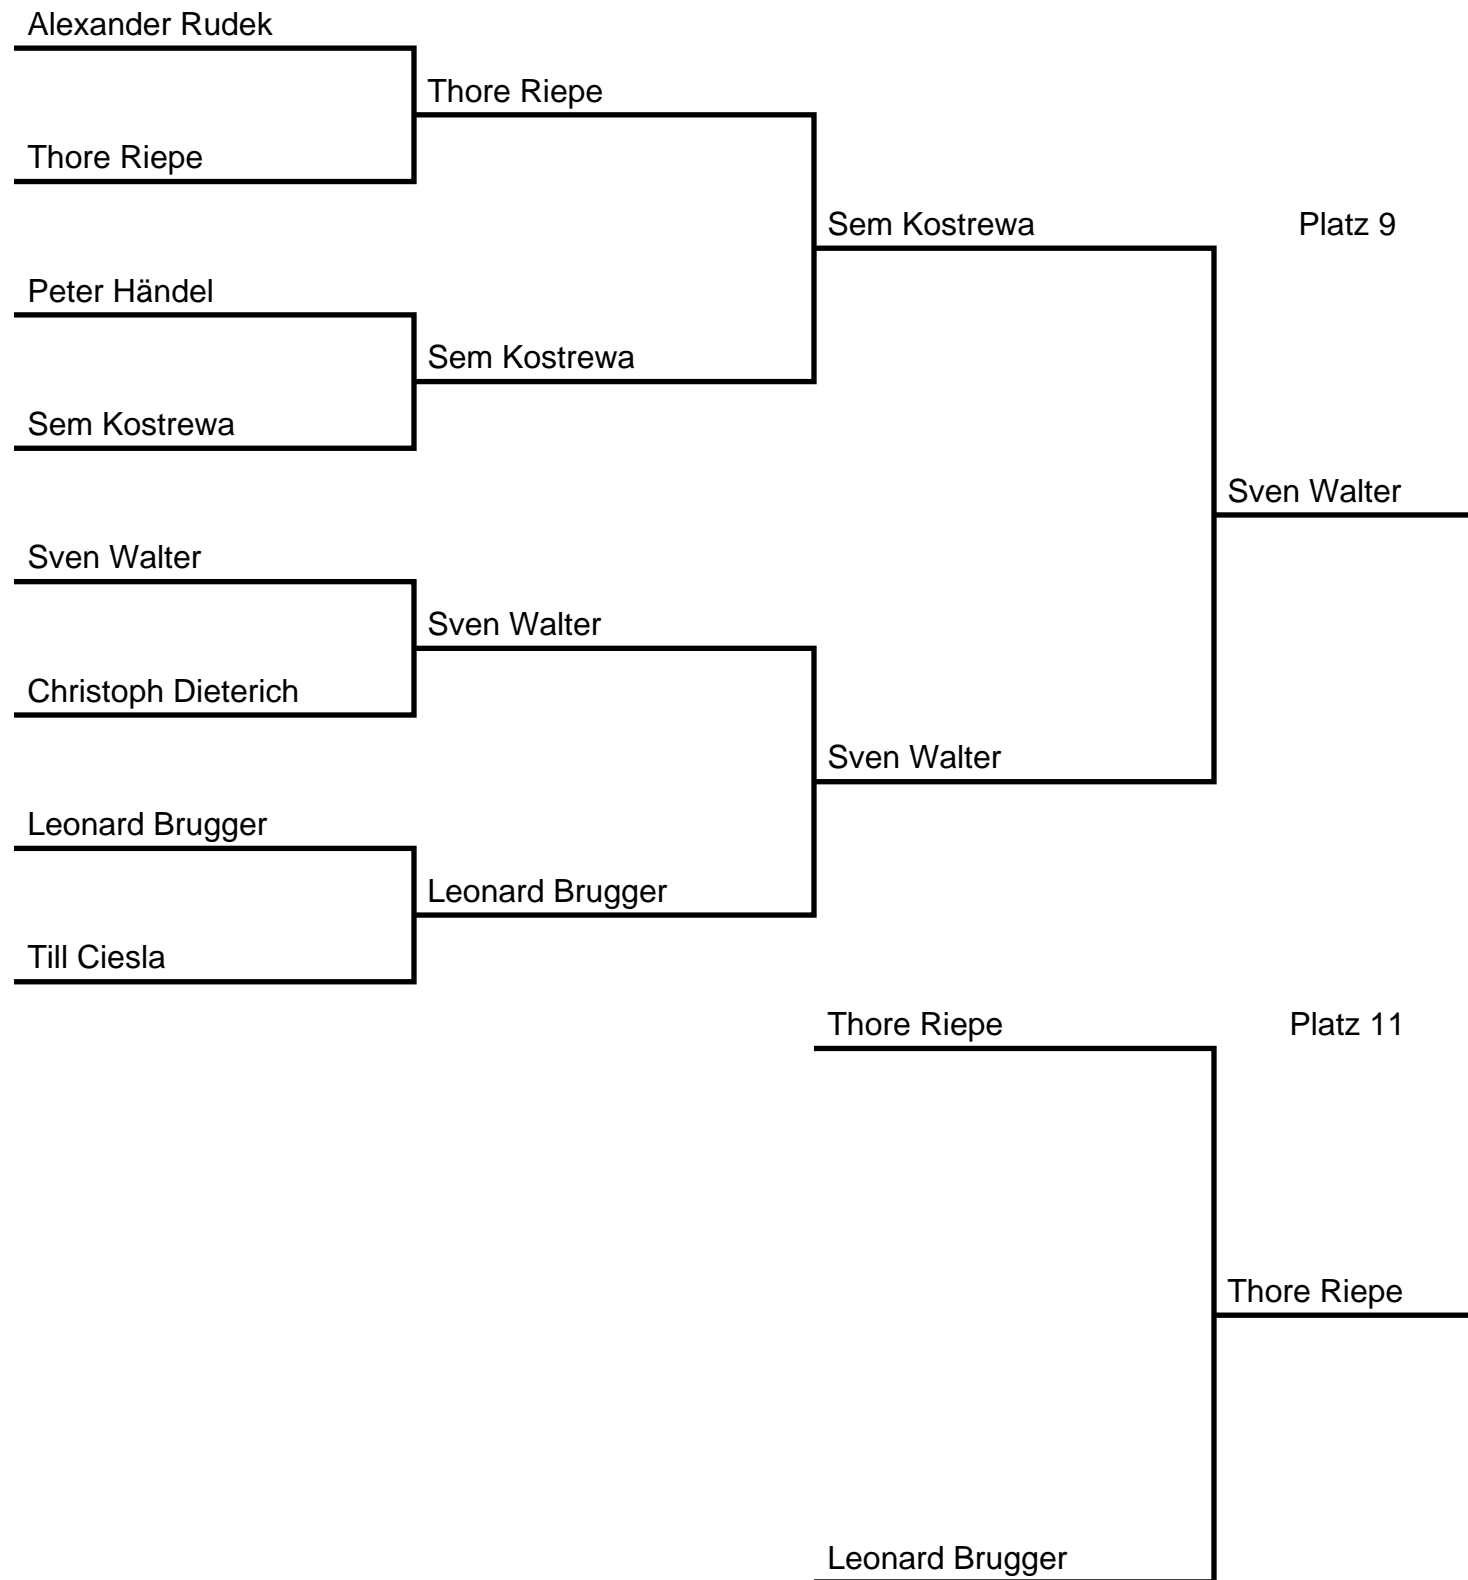 Alexander Rudek
Thore Riepe
Thore Riepe
Sem Kostrewa
Platz 9
Peter Händel
Sem Kostrewa
Sem Kostrewa
Sven Walter
Sven Walter
Sven Walter
Christoph Dieterich
Sven Walter
Leonard Brugger
Leonard Brugger
Till Ciesla
Thore Riepe
Platz 11
Thore Riepe
Leonard Brugger